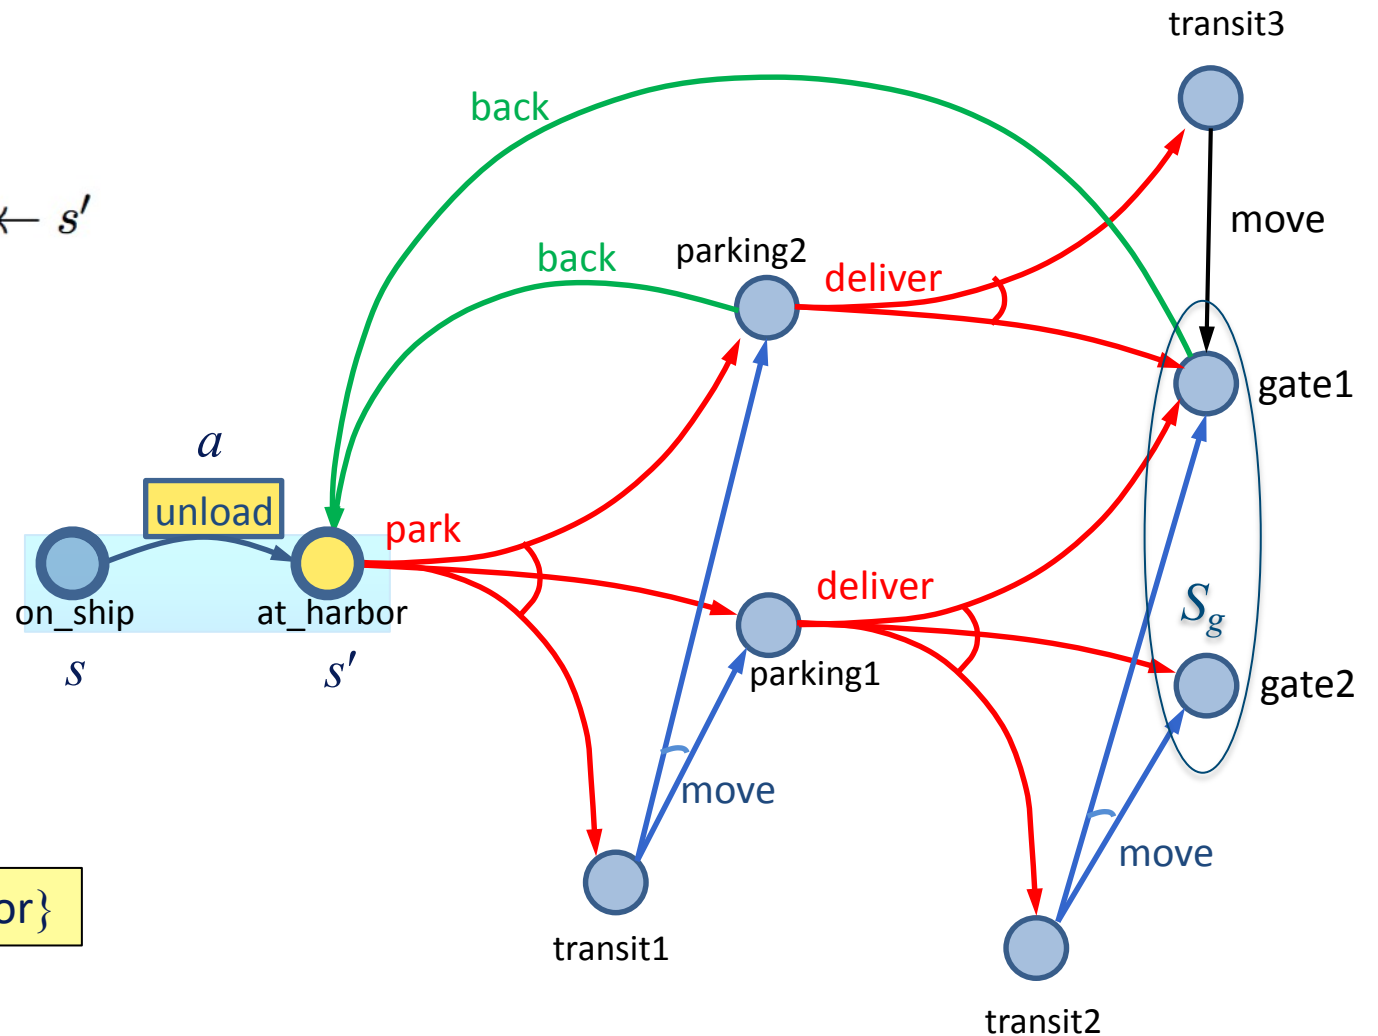 transit3
back
← s′
move
parking2
back
deliver
gate1
a
unload
park
deliver
S_g
on_ship
at_harbor
s
s′
parking1
gate2
move
move
or}
transit1
transit2